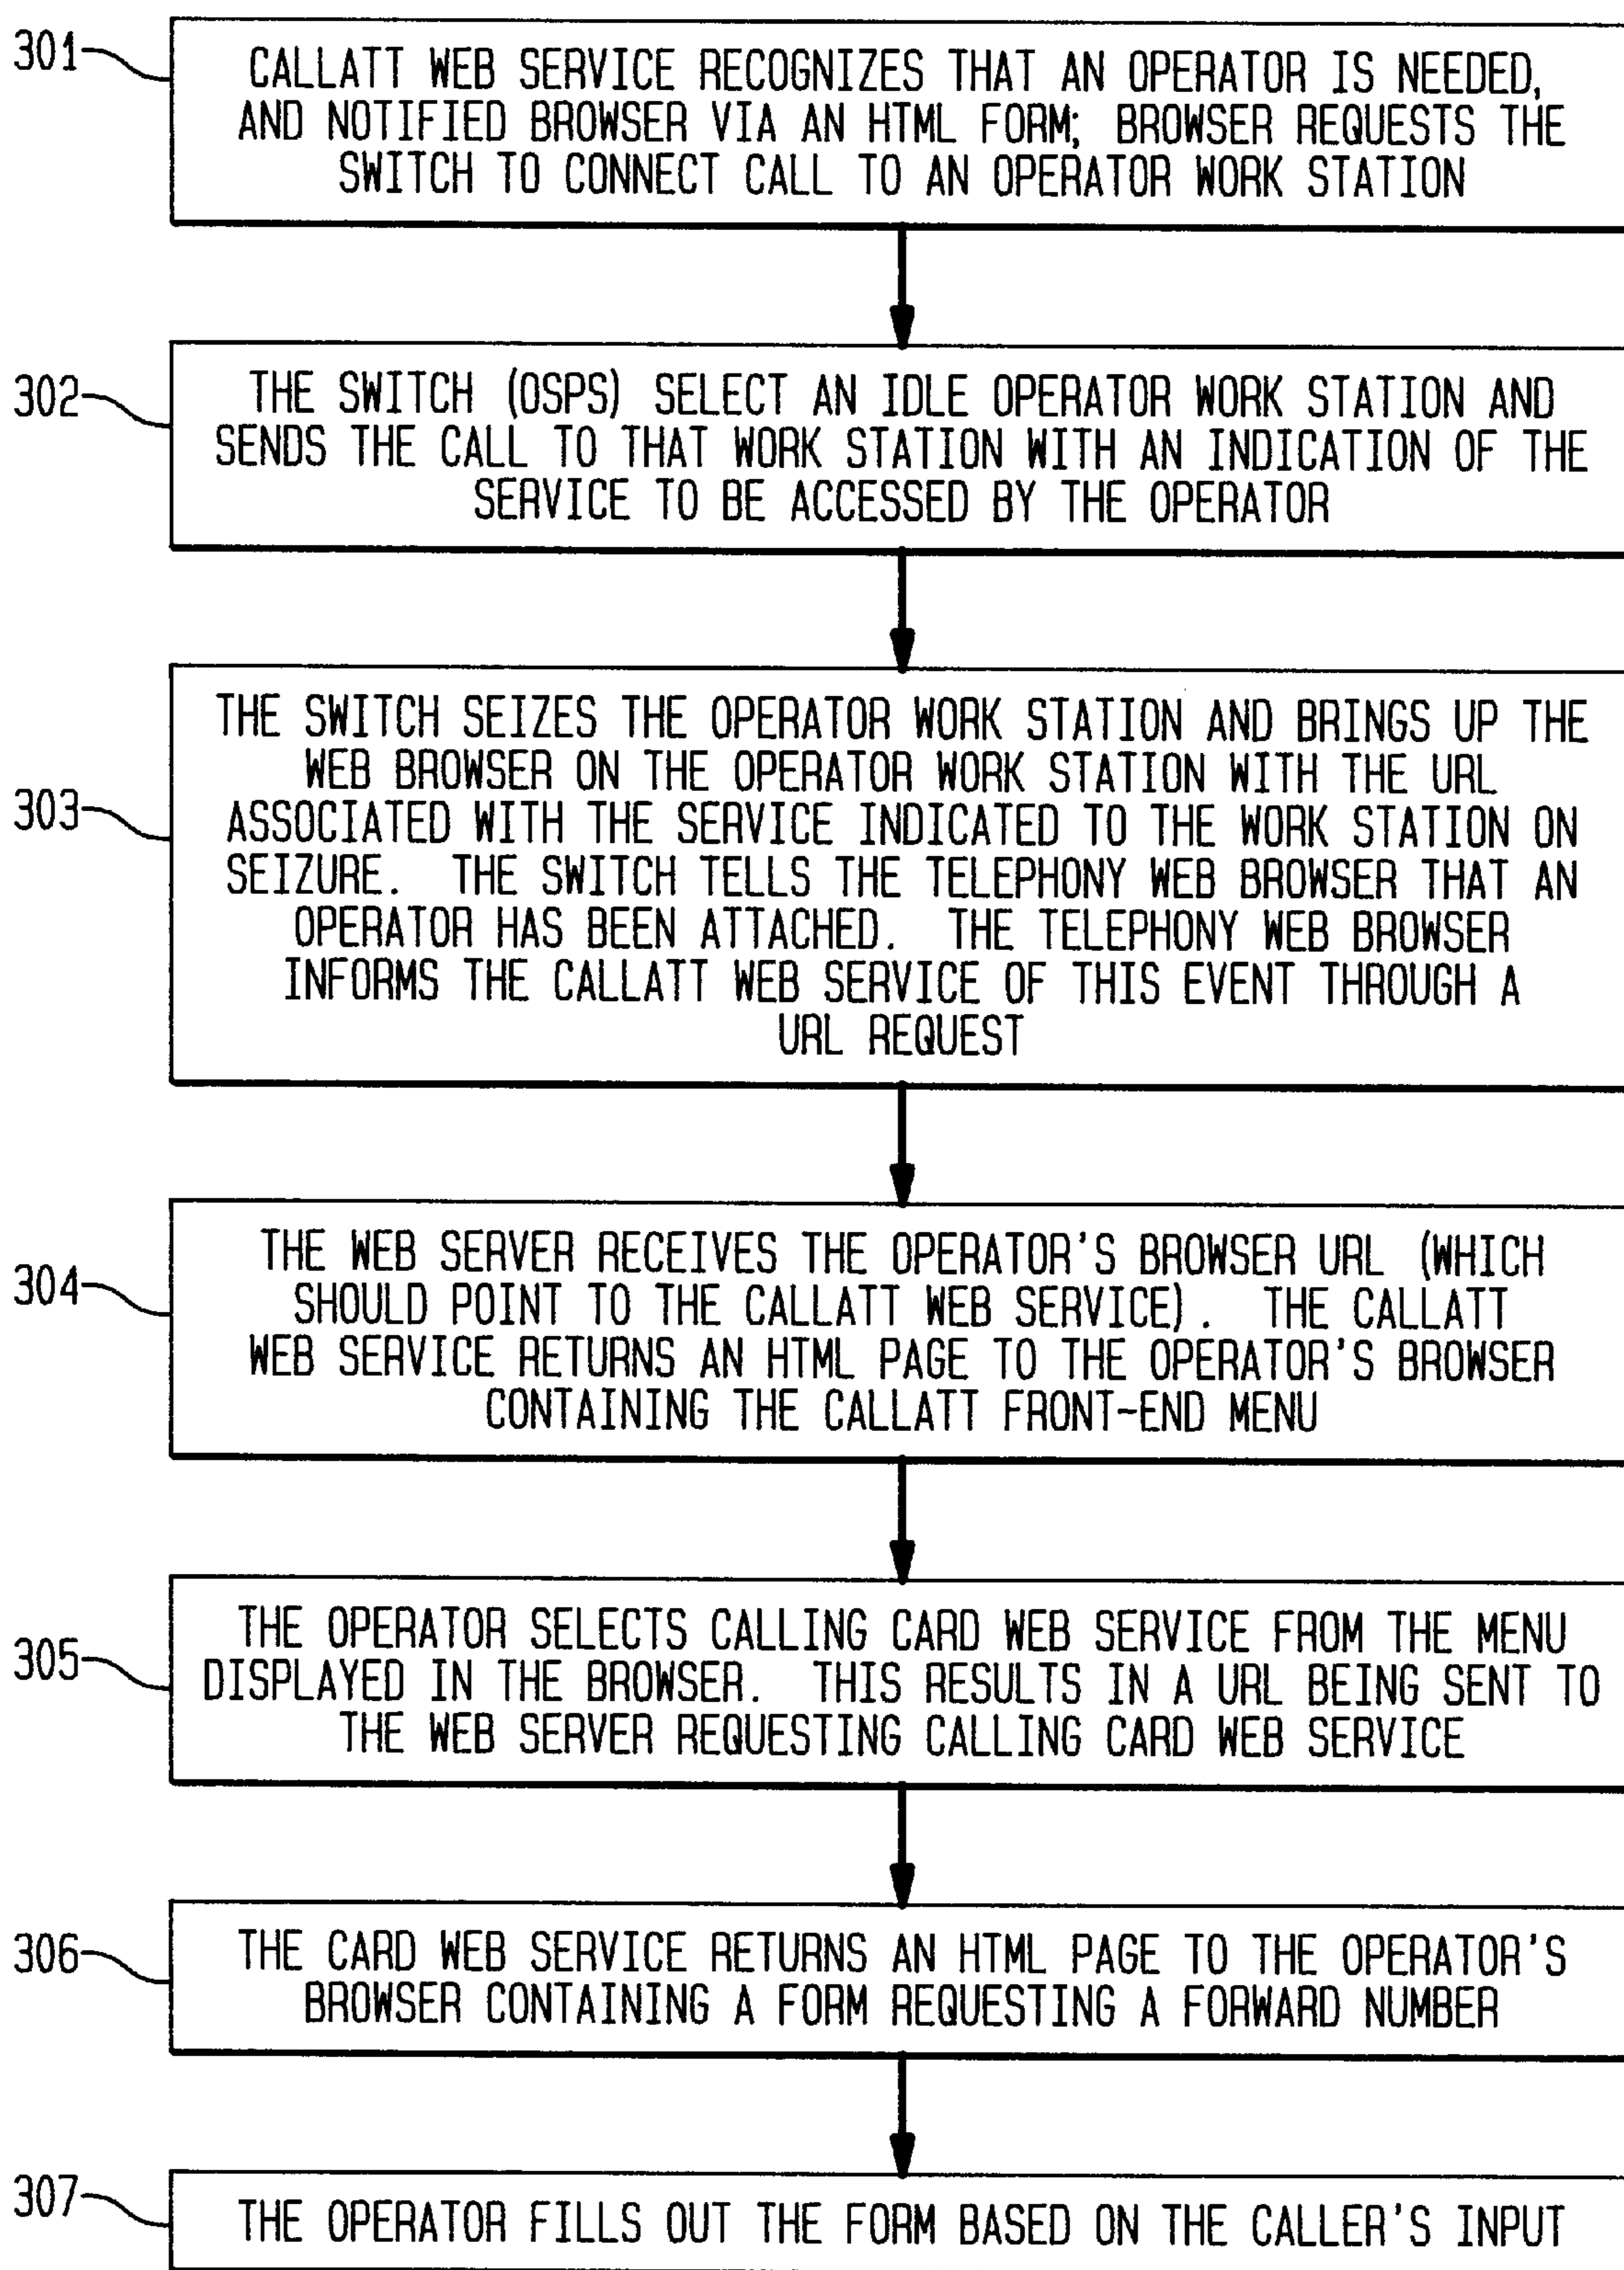 301
CALLATT WEB SERVICE RECOGNIZES THAT AN OPERATOR IS NEEDED,
AND NOTIFIED BROWSER VIA AN HTML FORM; BROWSER REQUESTS THE
SWITCH TO CONNECT CALL TO AN OPERATOR WORK STATION
302
THE SWITCH (OSPS) SELECT AN IDLE OPERATOR WORK STATION AND
SENDS THE CALL TO THAT WORK STATION WITH AN INDICATION OF THE
SERVICE TO BE ACCESSED BY THE OPERATOR
303
THE SWITCH SEIZES THE OPERATOR WORK STATION AND BRINGS UP THE
WEB BROWSER ON THE OPERATOR WORK STATION WITH THE URL
ASSOCIATED WITH THE SERVICE INDICATED TO THE WORK STATION ON
SEIZURE. THE SWITCH TELLS THE TELEPHONY WEB BROWSER THAT AN
OPERATOR HAS BEEN ATTACHED. THE TELEPHONY WEB BROWSER
INFORMS THE CALLATT WEB SERVICE OF THIS EVENT THROUGH A
URL REQUEST
304
THE WEB SERVER RECEIVES THE OPERATOR'S BROWSER URL (WHICH
SHOULD POINT TO THE CALLATT WEB SERVICE). THE CALLATT
WEB SERVICE RETURNS AN HTML PAGE TO THE OPERATOR'S BROWSER
CONTAINING THE CALLATT FRONT-END MENU
305
THE OPERATOR SELECTS CALLING CARD WEB SERVICE FROM THE MENU
DISPLAYED IN THE BROWSER. THIS RESULTS IN A URL BEING SENT TO
THE WEB SERVER REQUESTING CALLING CARD WEB SERVICE
306
THE CARD WEB SERVICE RETURNS AN HTML PAGE TO THE OPERATOR'S
BROWSER CONTAINING A FORM REQUESTING A FORWARD NUMBER
307
THE OPERATOR FILLS OUT THE FORM BASED ON THE CALLER'S INPUT